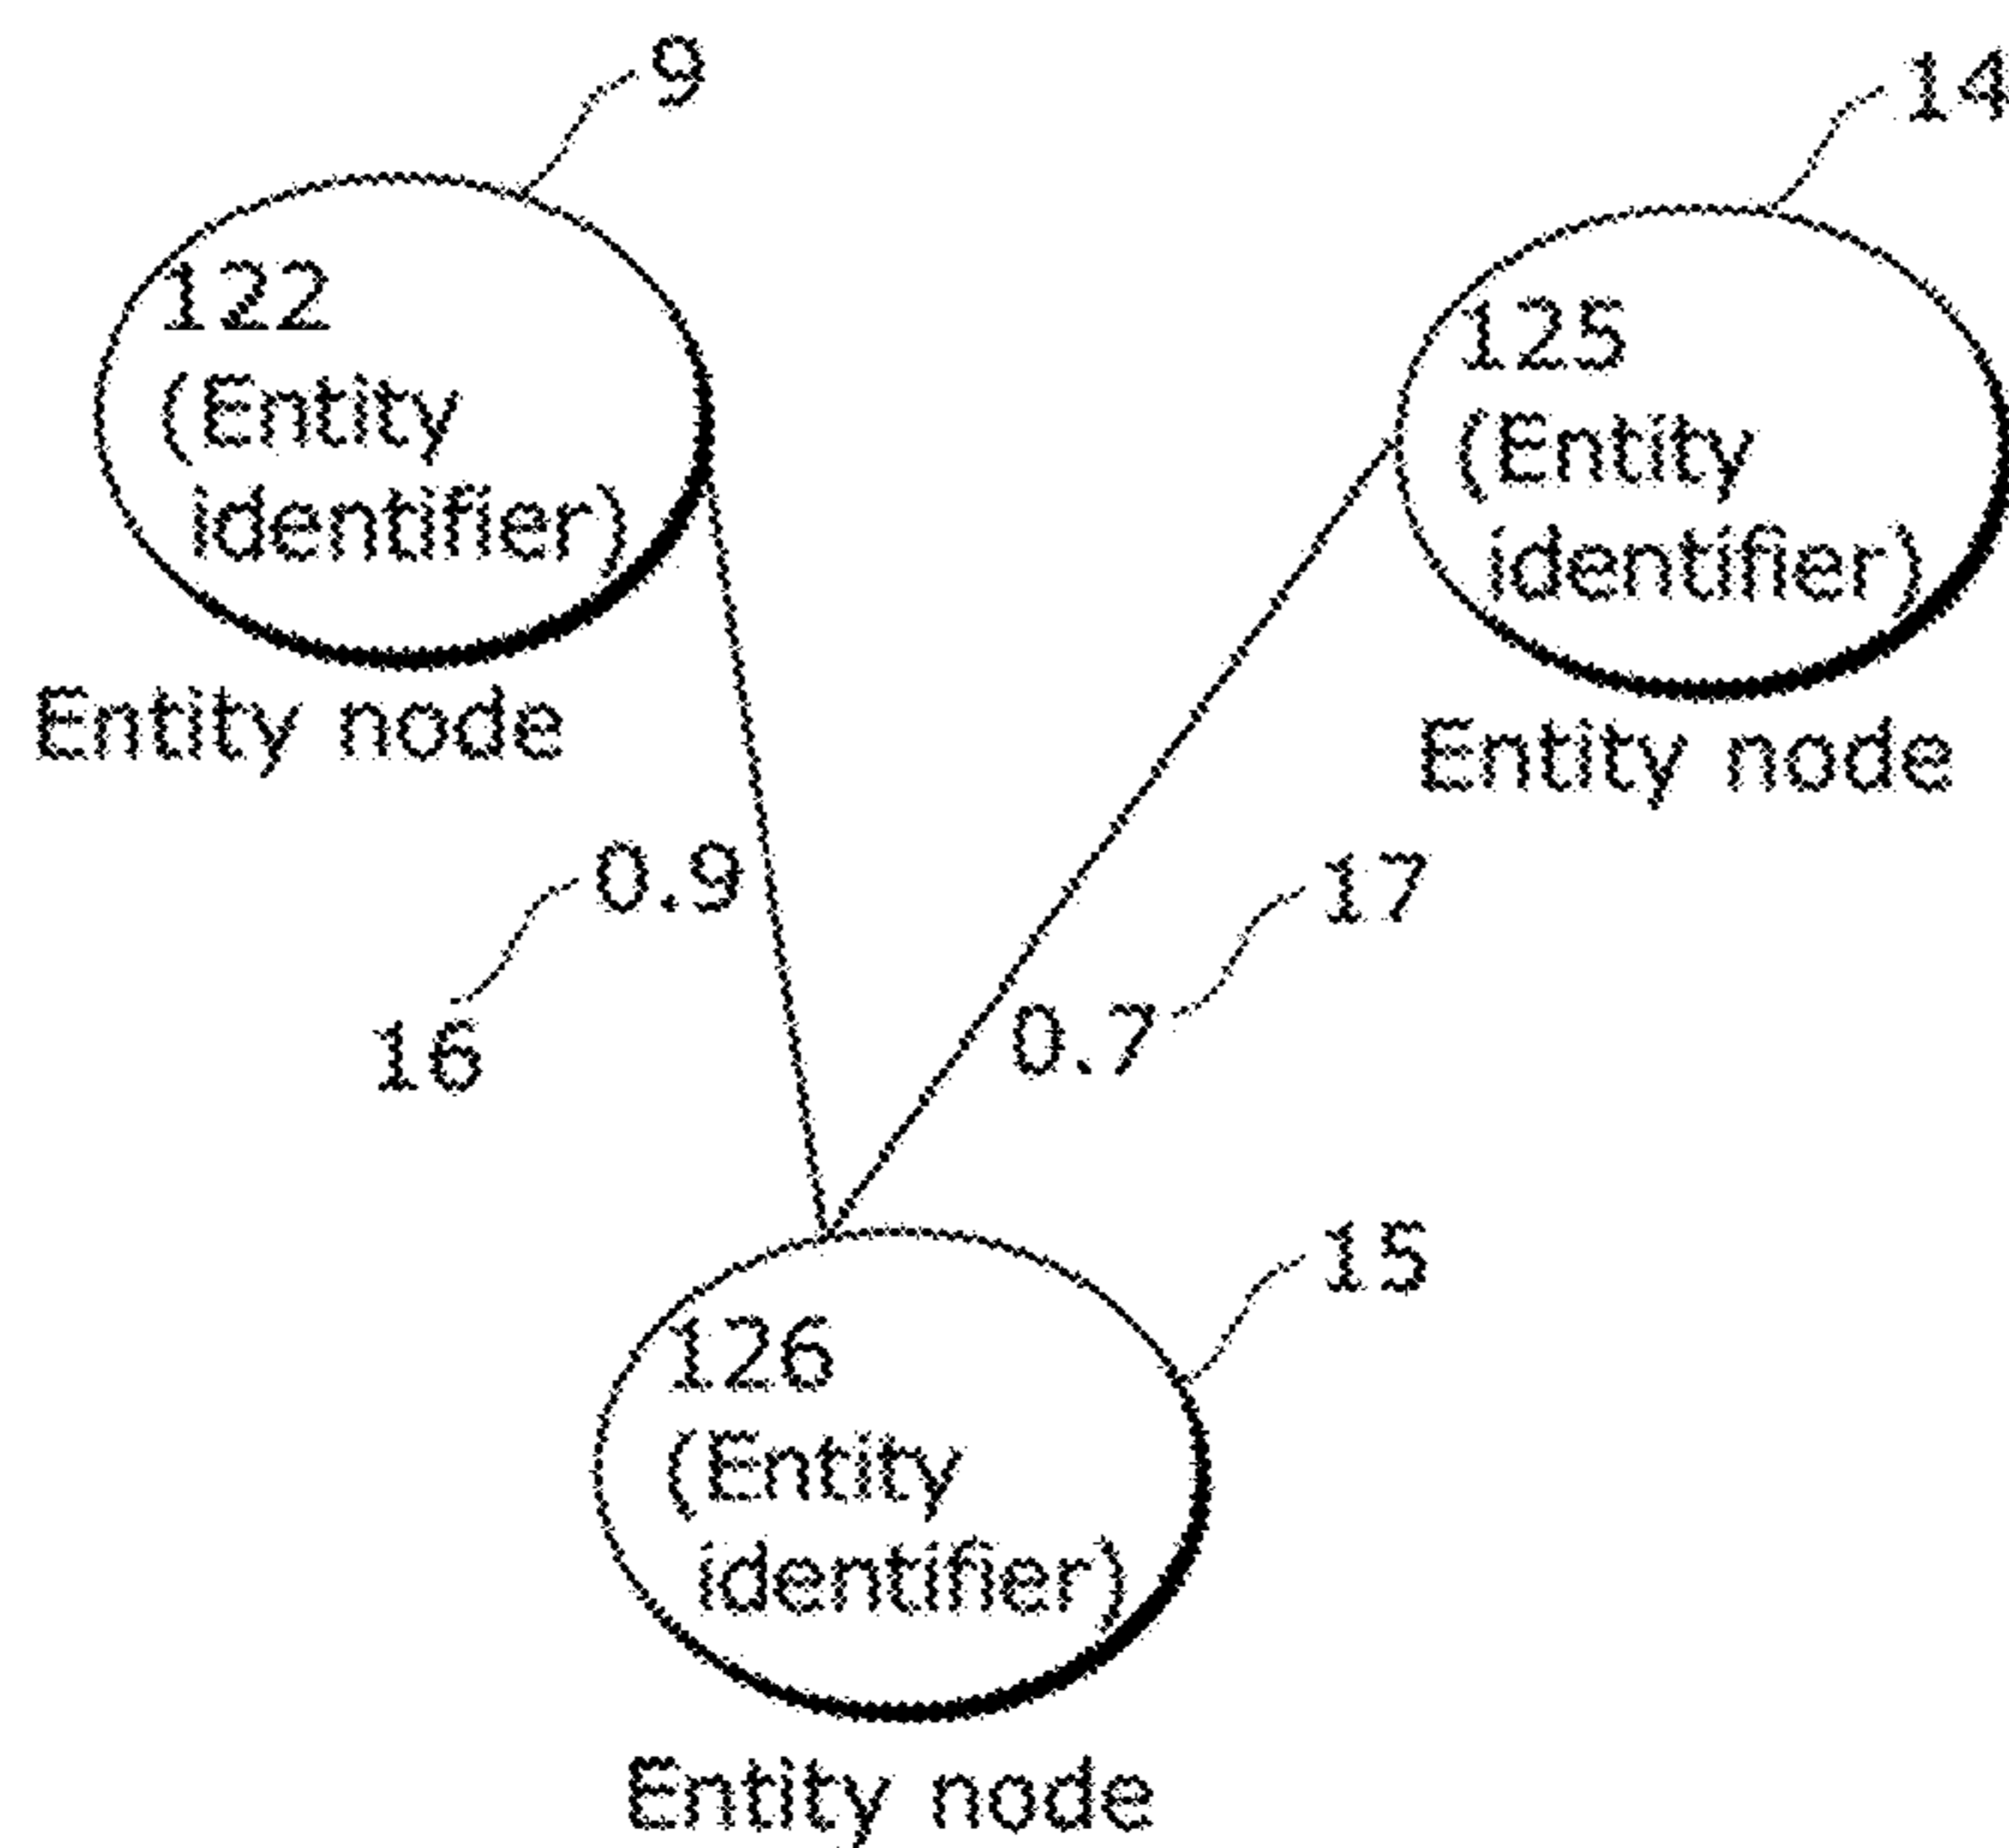 9
14
122
(Entity
identifier)
Entity node
125
(Entity
identifier)
Entity node
0.9
16
17
0.7
15
126
(Entity
identifier)
Entity node